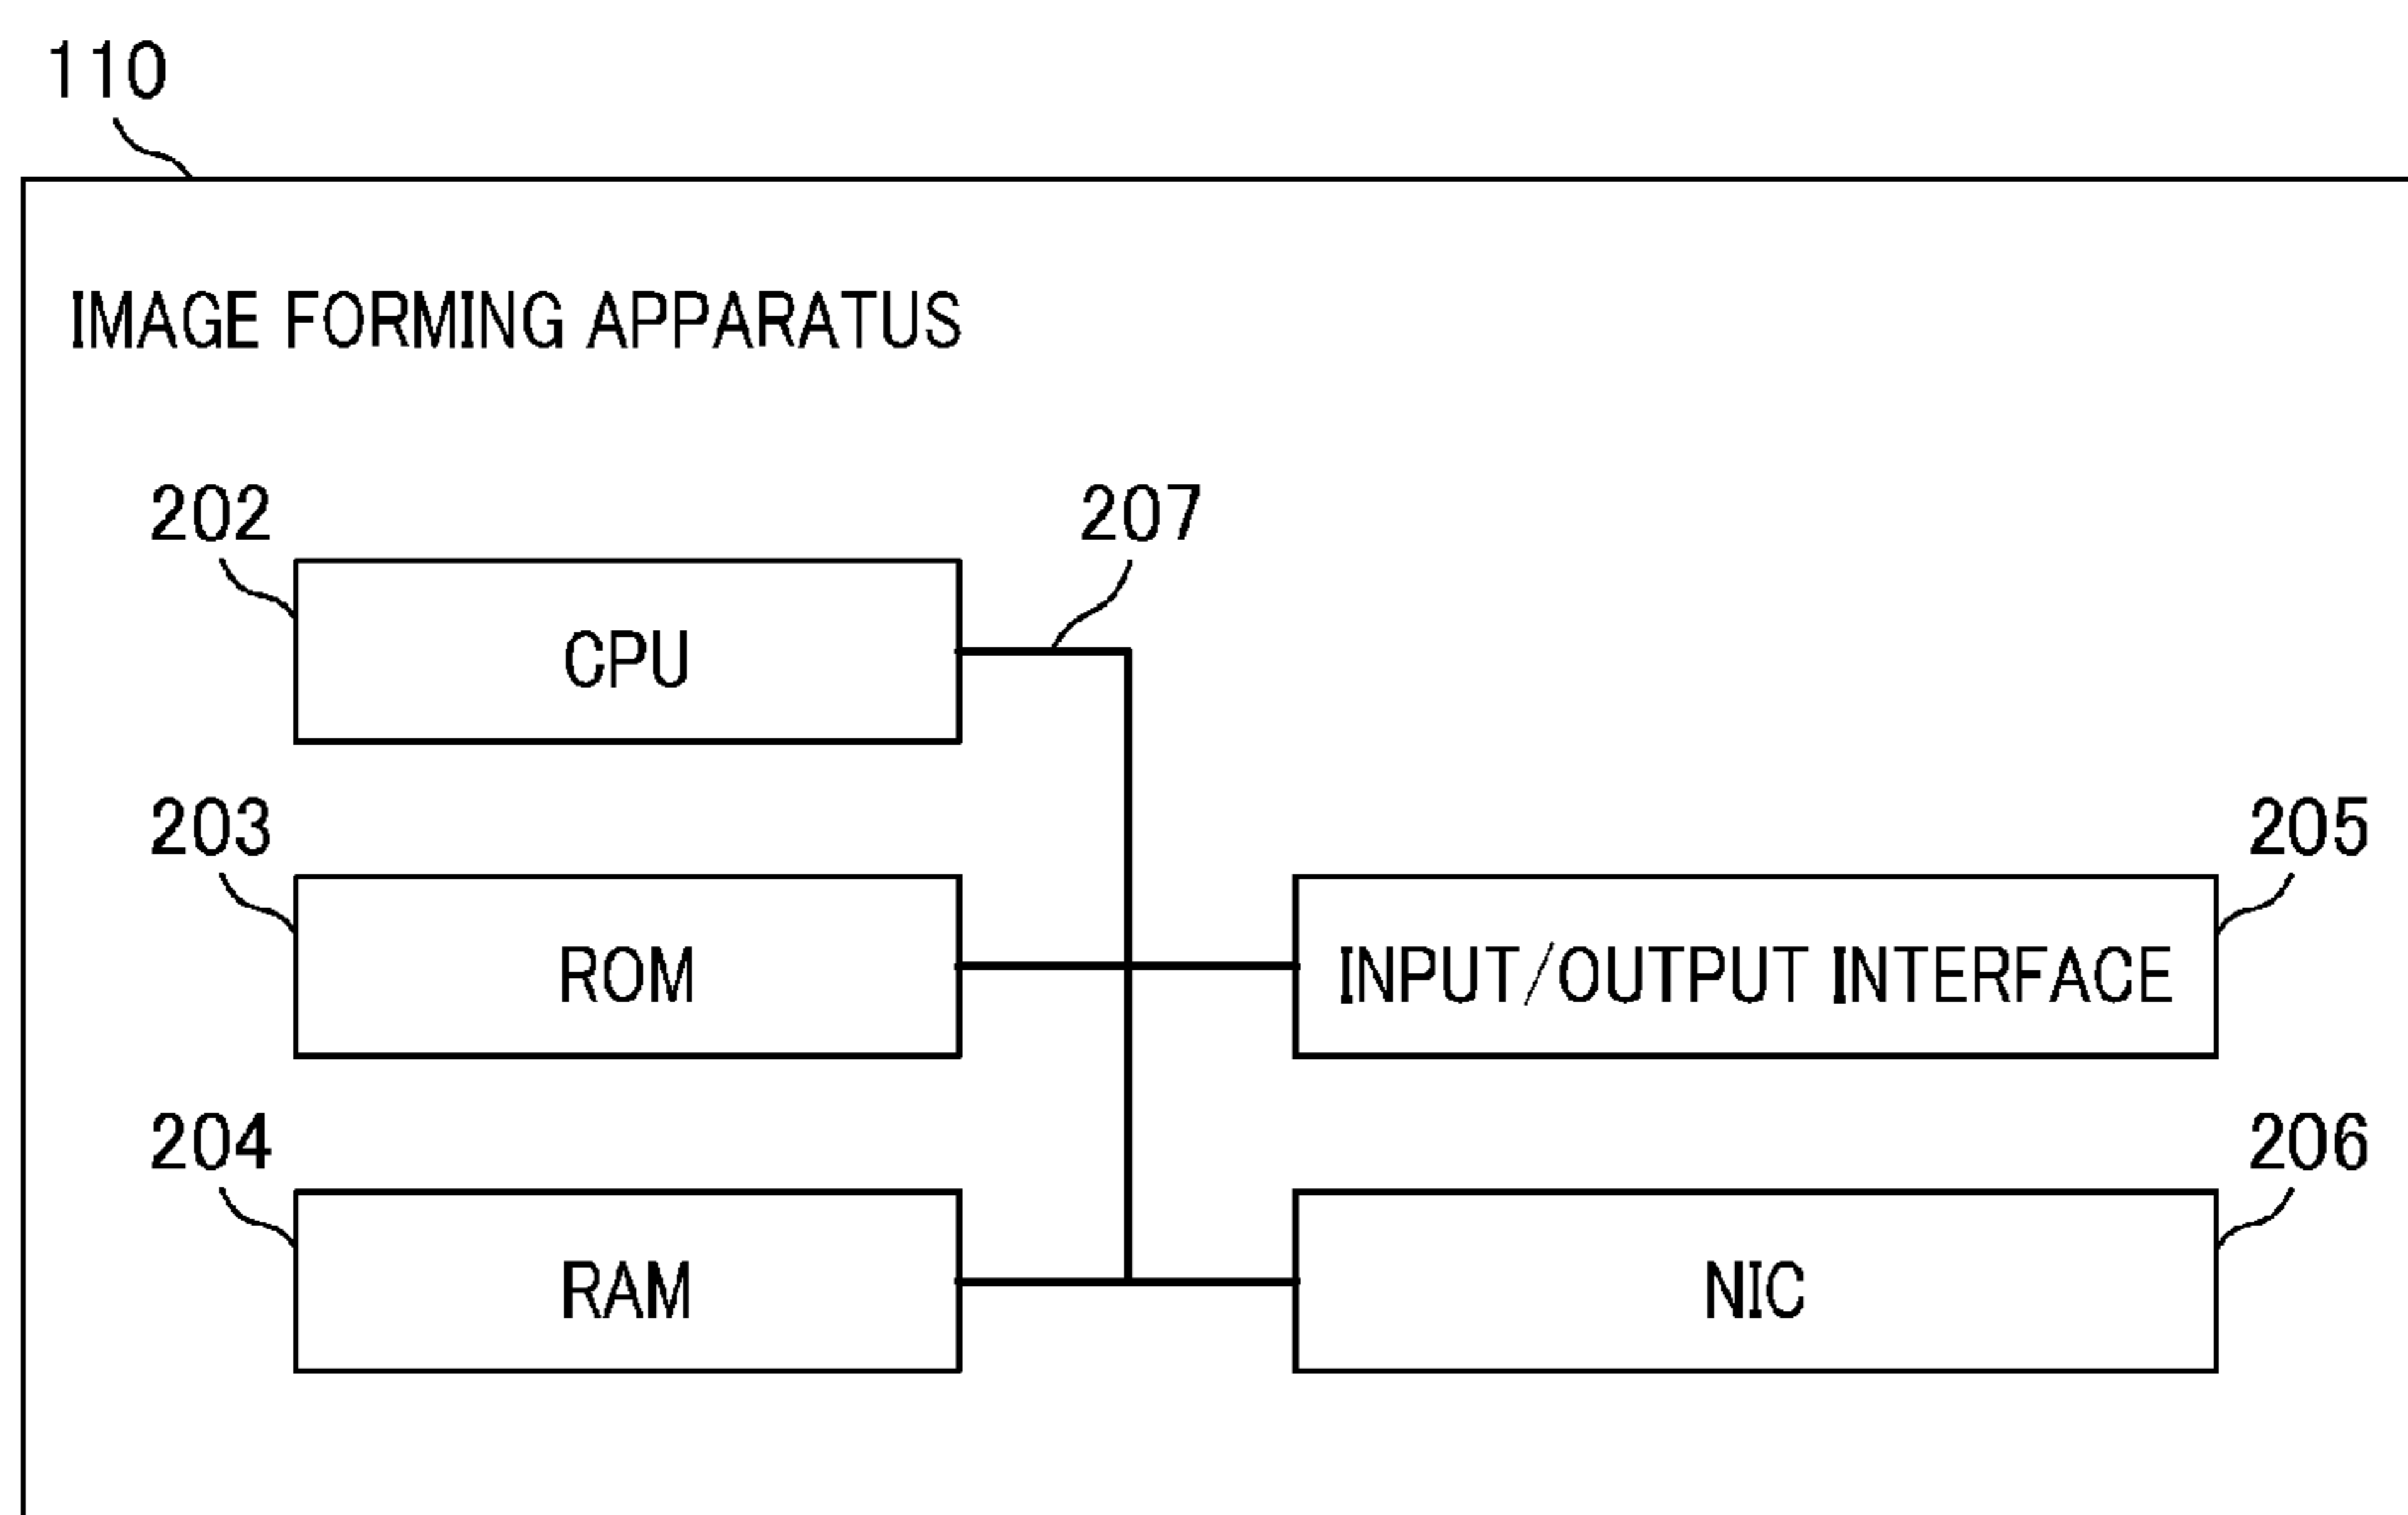 110
IMAGE FORMING APPARATUS
202
207
CPU
203
205
ROM
INPUT/OUTPUT INTERFACE
204
206
RAM
NIC